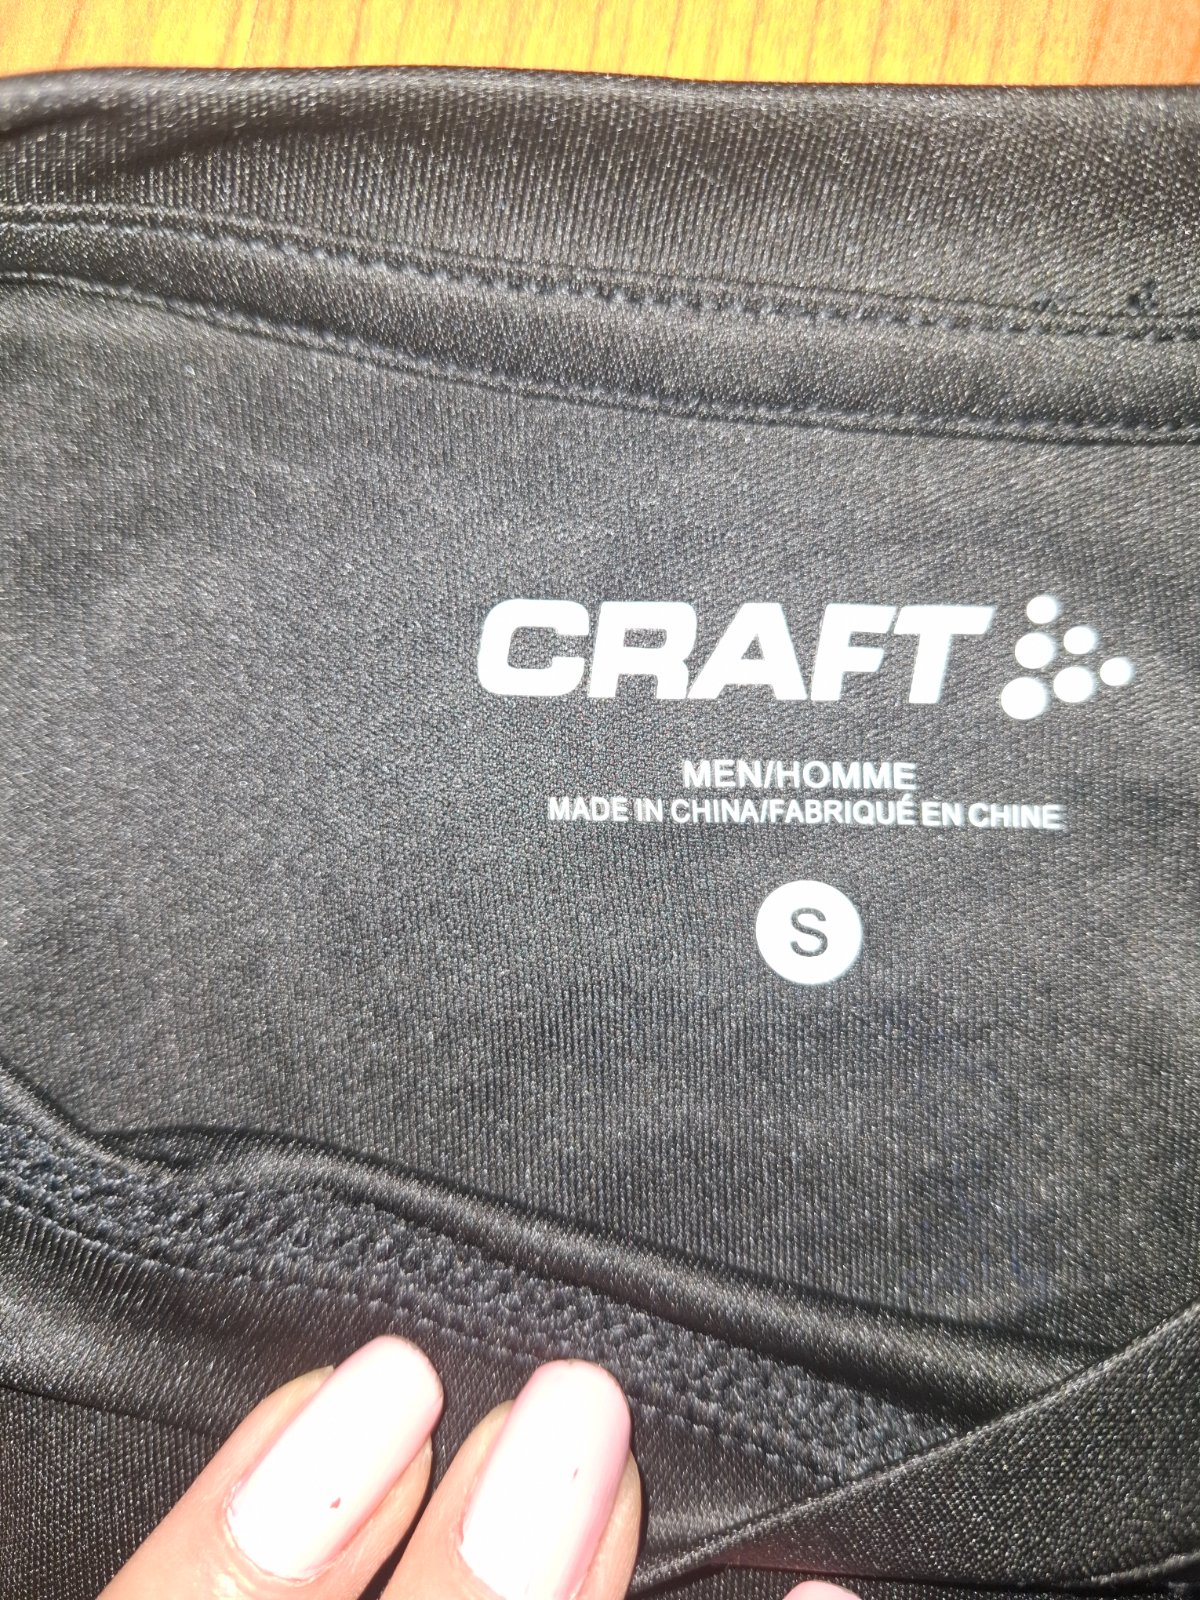 CRAFT
MEN/HOMME
MADE IN CHINA/FABRIQUÉ EN CHINE
S